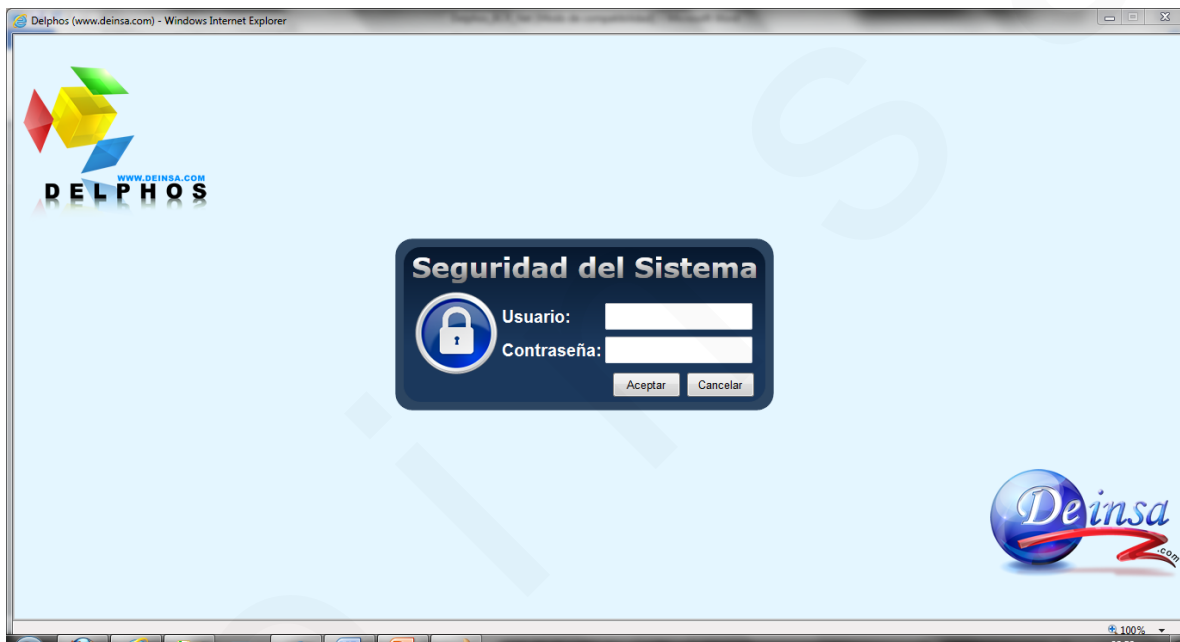 Delphos (www.deinsa.com) - Windows Internet Explorer
WWW.DEINSA.COM
DELPHOS
Seguridad del Sistema
Usuario:
Contraseña:
Aceptar Cancelar
Deinsa
.com
100%